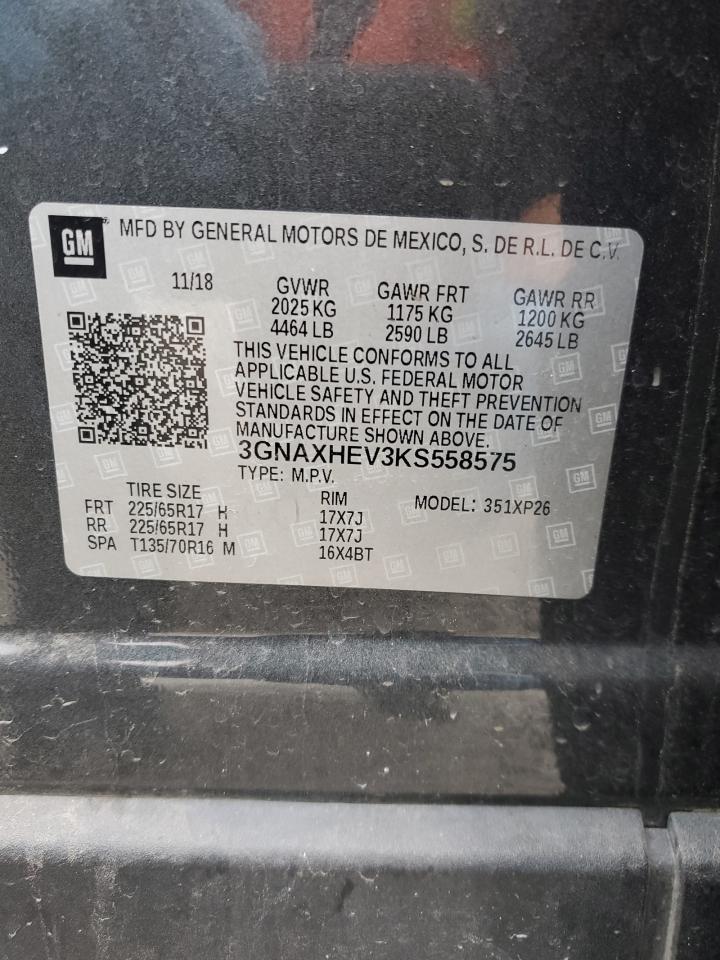 GM
MFD BY GENERAL MOTORS DE MEXICO, S. DE R.L. DE C.V.
11/18 GVWR GAWR FRT GAWR RR
2025 KG 1175 KG 1200 KG
4464 LB 2590 LB 2645 LB
THIS VEHICLE CONFORMS TO ALL
APPLICABLE U.S. FEDERAL MOTOR
VEHICLE SAFETY AND THEFT PREVENTION
STANDARDS IN EFFECT ON THE DATE OF
MANUFACTURE SHOWN ABOVE.
3GNAXHEV3KS558575
TYPE: M.P.V.
TIRE SIZE RIM MODEL: 351XP26
FRT 225/65R17 H 17X7J
RR 225/65R17 H 17X7J
SPA T135/70R16 M 16X4BT